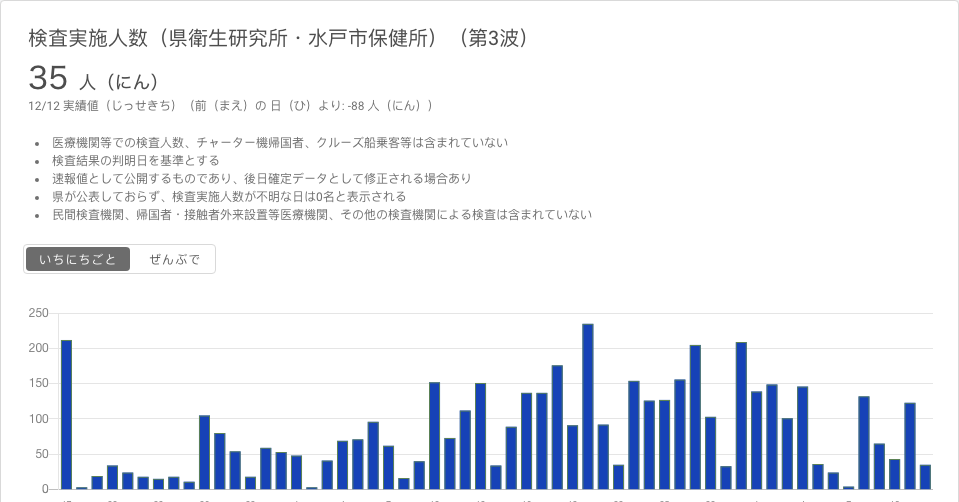 検査実施人数（県衛生研究所・水戸市保健所）（第3波）
35 人（にん）
12/12 実績値（じっせきち）（前（まえ）の 日（ひ）より: -88 人（にん））
医療機関等での検査人数、チャーター機帰国者、クルーズ船乗客等は含まれていない
検査結果の判明日を基準とする
速報値として公開するものであり、後日確定データとして修正される場合あり
県が公表しておらず、検査実施人数が不明な日は0名と表示される
民間検査機関、帰国者・接触者外来設置等医療機関、その他の検査機関による検査は含まれていない
いちにちごと ぜんぶで
250
200
150
100
50
0